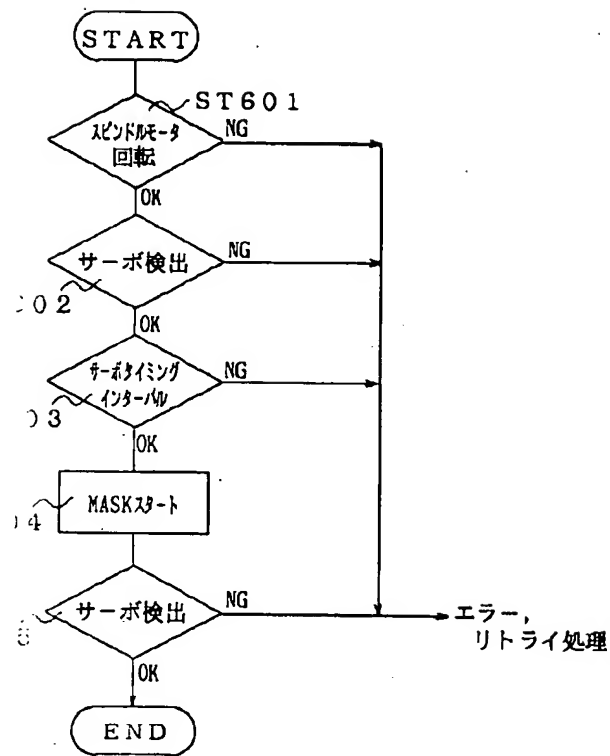 START
ST601
スピンドルモータ
回転
NG
OK
サーボ検出
NG
02
OK
サーボタイミング
インターバル
NG
03
OK
MASKスタート
04
サーボ検出
NG
エラー,
リトライ処理
OK
END